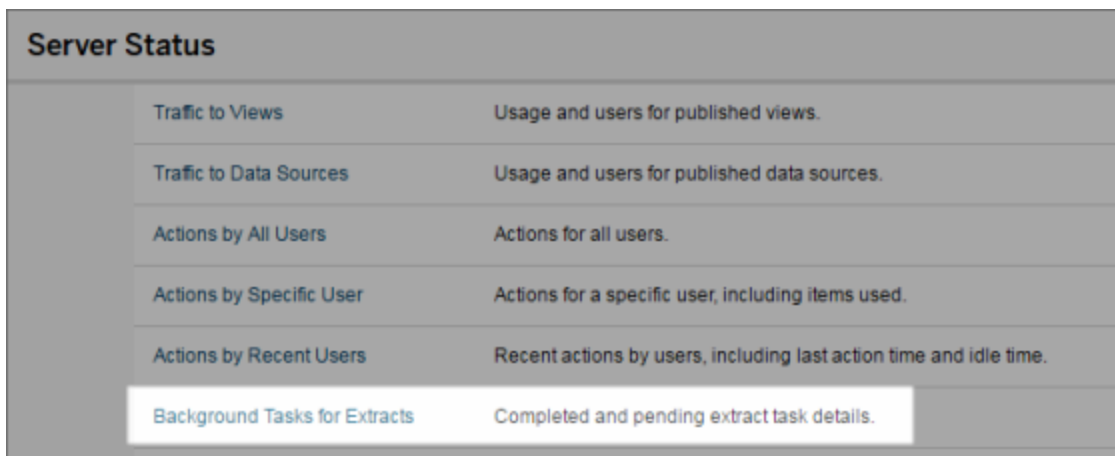 Server Status
Traffic to Views Usage and users for published views.
Traffic to Data Sources Usage and users for published data sources.
Actions by All Users Actions for all users.
Actions by Specific User Actions for a specific user, including items used.
Actions by Recent Users Recent actions by users, including last action time and idle time.
Background Tasks for Extracts Completed and pending extract task details.